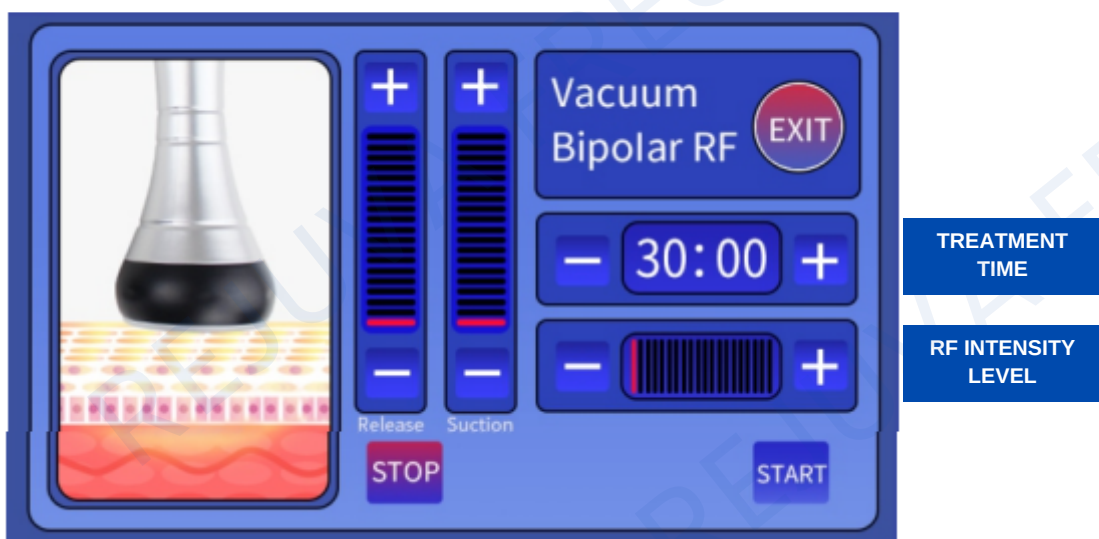 Vacuum
Bipolar RF
EXIT
+
+
− 30:00 +
TREATMENT
TIME
− +
RF INTENSITY
LEVEL
−
−
Release
Suction
STOP
START